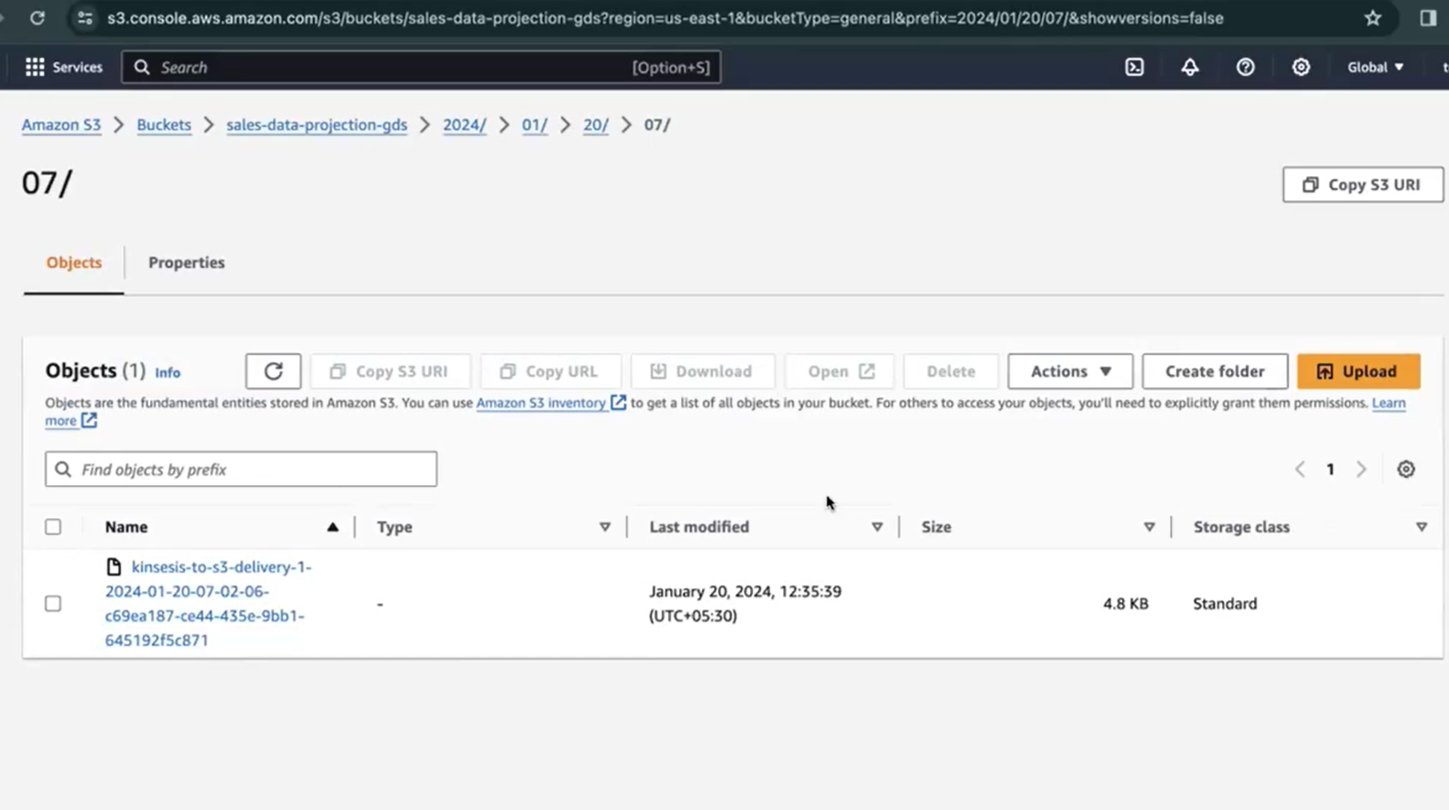 s3.console.aws.amazon.com/s3/buckets/sales-data-projection-gds?region=us-east-1&bucketType=general&prefix=2024/01/20/07/&showversions=false
Services Search [Option+S] Global
Amazon S3 > Buckets > sales-data-projection-gds > 2024/ > 01/ > 20/ > 07/
07/
Copy S3 URI
Objects Properties
Objects (1) Info Copy S3 URI Copy URL Download Open Delete Actions Create folder Upload
Objects are the fundamental entities stored in Amazon S3. You can use Amazon S3 inventory to get a list of all objects in your bucket. For others to access your objects, you'll need to explicitly grant them permissions. Learn
more
Find objects by prefix
1
Name Type Last modified Size Storage class
kinsesis-to-s3-delivery-1-
2024-01-20-07-02-06-
c69ea187-ce44-435e-9bb1-
645192f5c871
-
January 20, 2024, 12:35:39
(UTC+05:30)
4.8 KB
Standard